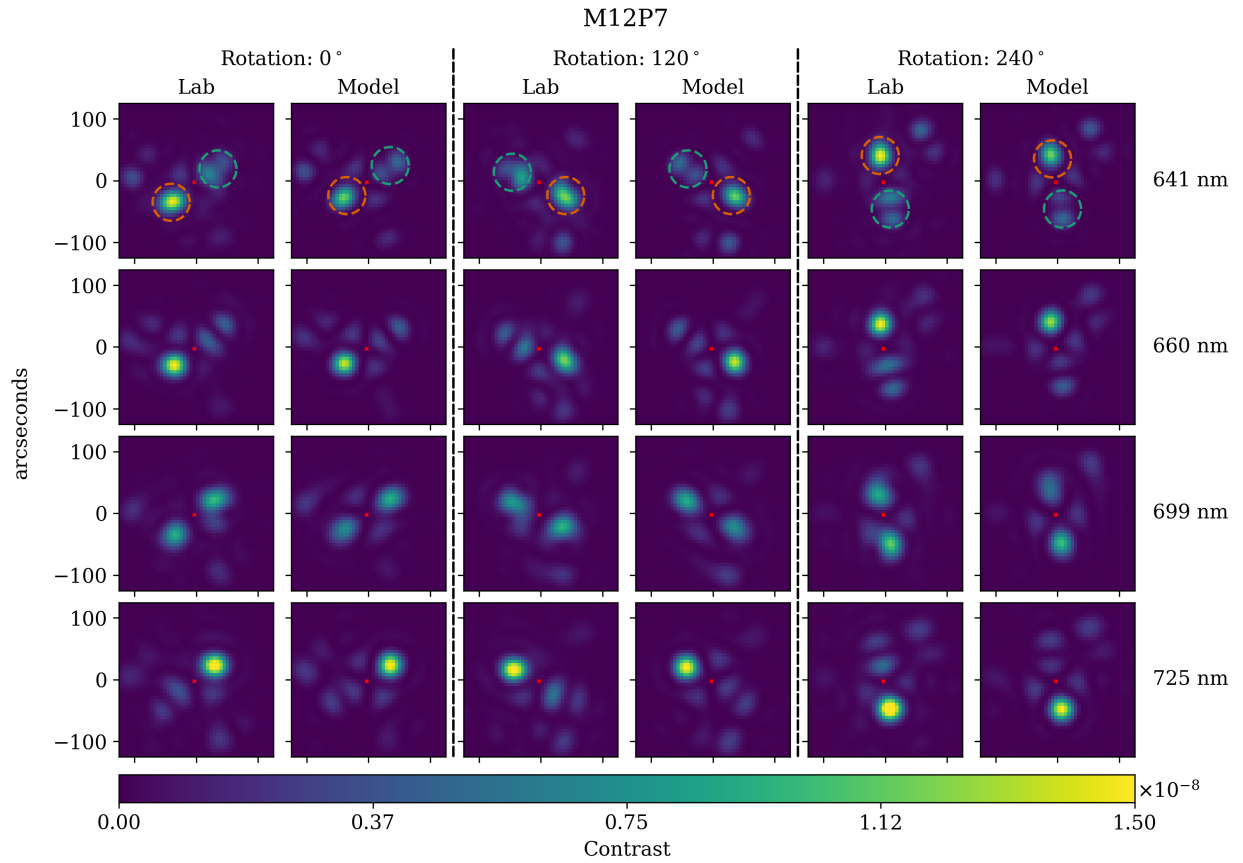 M12P7
Rotation: 0° Rotation: 120° Rotation: 240°
Lab Model Lab Model Lab Model
100
0
−100
641 nm
100
0
−100
660 nm
arcseconds
100
0
−100
699 nm
100
0
−100
725 nm
×10⁻⁸
0.00 0.37 0.75 1.12 1.50
Contrast